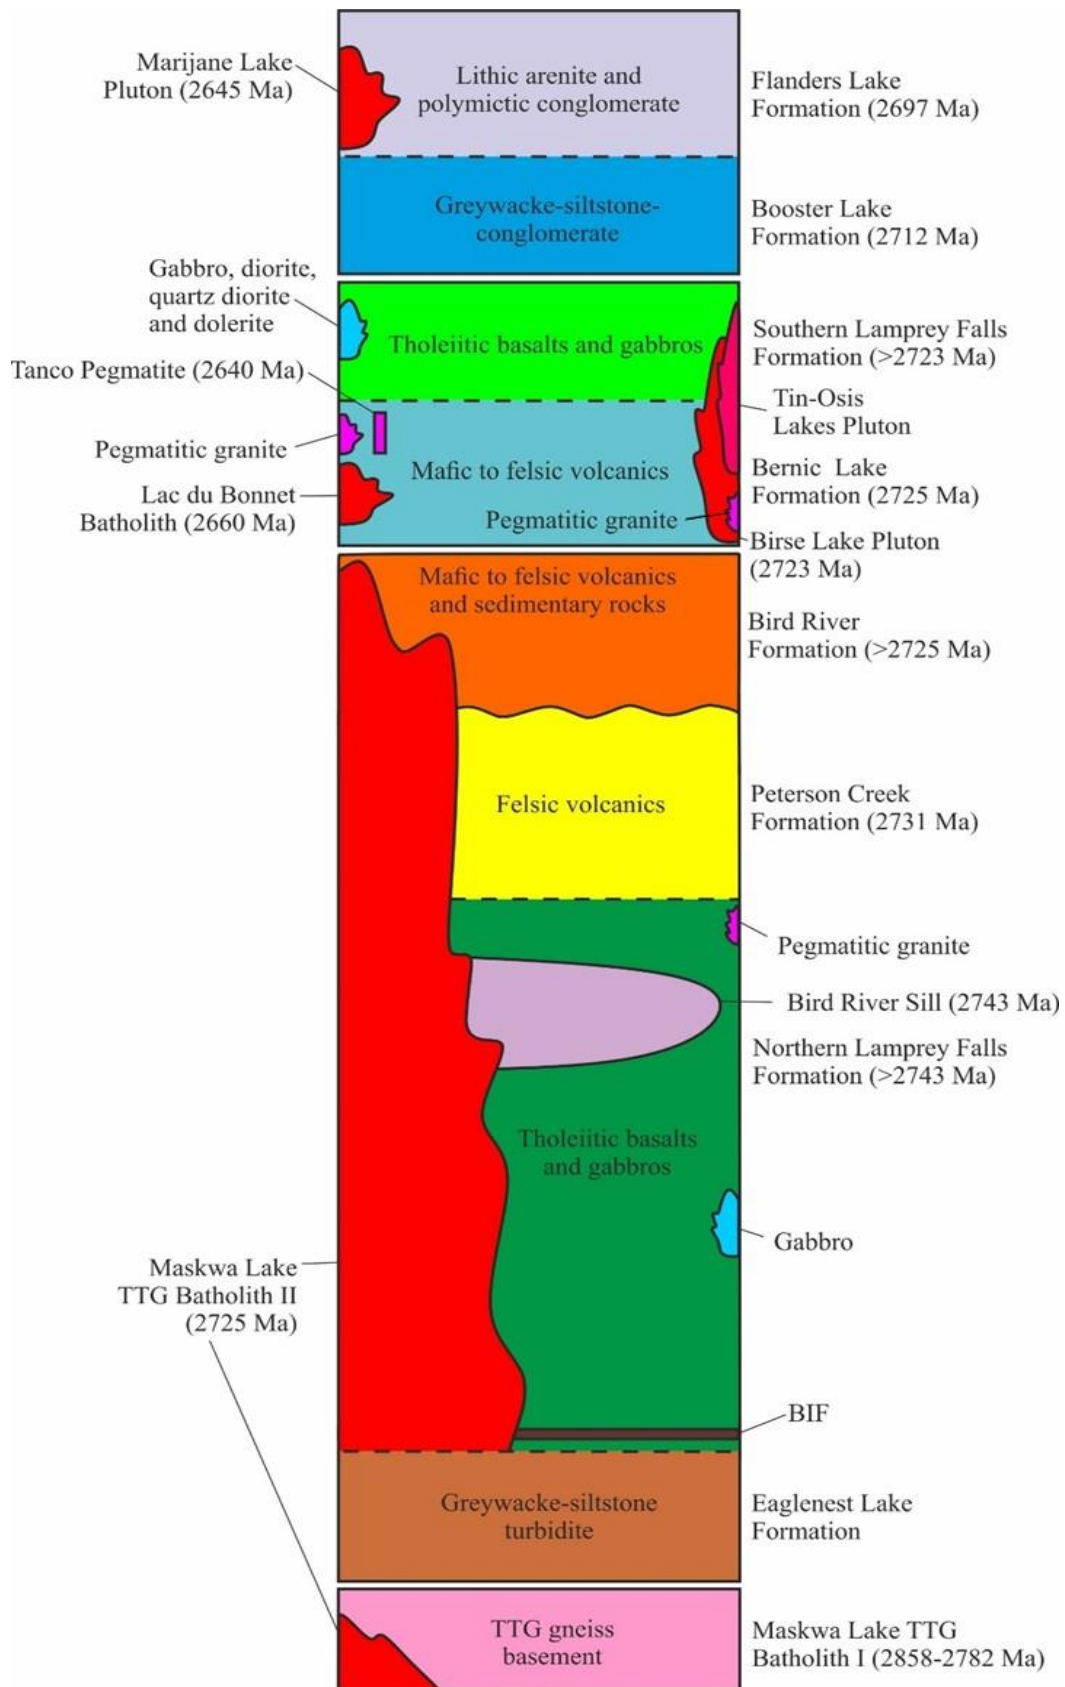 Marijane Lake
Pluton (2645 Ma)
Lithic arenite and
polymictic conglomerate
Flanders Lake
Formation (2697 Ma)
Greywacke-siltstone-
conglomerate
Booster Lake
Formation (2712 Ma)
Gabbro, diorite,
quartz diorite
and dolerite
Tholeiitic basalts and gabbros
Southern Lamprey Falls
Formation (>2723 Ma)
Tanco Pegmatite (2640 Ma)
Tin-Osis
Lakes Pluton
Pegmatitic granite
Mafic to felsic volcanics
Bernic Lake
Formation (2725 Ma)
Lac du Bonnet
Batholith (2660 Ma)
Pegmatitic granite
Birse Lake Pluton
(2723 Ma)
Mafic to felsic volcanics
and sedimentary rocks
Bird River
Formation (>2725 Ma)
Felsic volcanics
Peterson Creek
Formation (2731 Ma)
Pegmatitic granite
Bird River Sill (2743 Ma)
Northern Lamprey Falls
Formation (>2743 Ma)
Tholeiitic basalts
and gabbros
Gabbro
Maskwa Lake
TTG Batholith II
(2725 Ma)
BIF
Greywacke-siltstone
turbidite
Eaglenest Lake
Formation
TTG gneiss
basement
Maskwa Lake TTG
Batholith I (2858-2782 Ma)